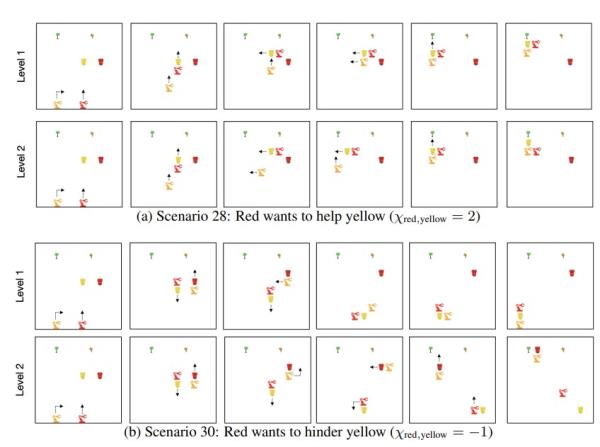 Level 1
Level 2
(a) Scenario 28: Red wants to help yellow (χred,yellow = 2)
Level 1
Level 2
(b) Scenario 30: Red wants to hinder yellow (χred,yellow = −1)